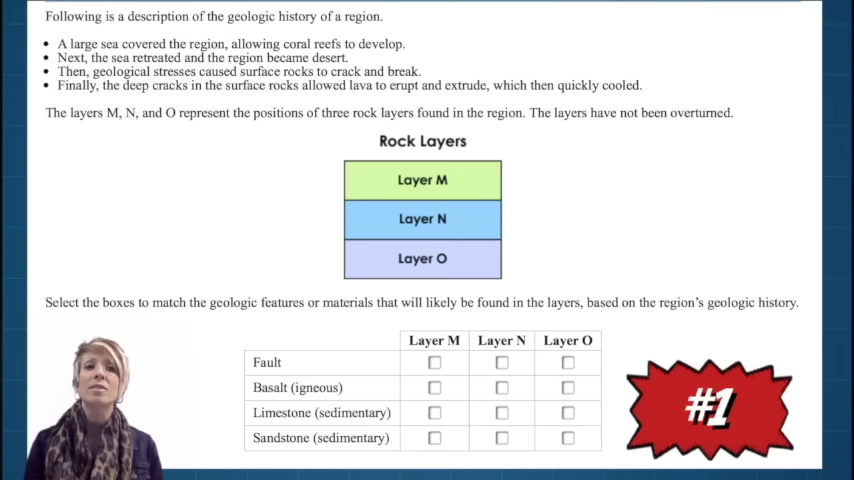 Following is a description of the geologic history of a region.
• A large sea covered the region, allowing coral reefs to develop.
• Next, the sea retreated and the region became desert.
• Then, geological stresses caused surface rocks to crack and break.
• Finally, the deep cracks in the surface rocks allowed lava to erupt and extrude, which then quickly cooled.
The layers M, N, and O represent the positions of three rock layers found in the region. The layers have not been overturned.
Rock Layers
Layer M
Layer N
Layer O
Select the boxes to match the geologic features or materials that will likely be found in the layers, based on the region's geologic history.
Layer M Layer N Layer O
Fault
Basalt (igneous)
Limestone (sedimentary)
Sandstone (sedimentary)
#1